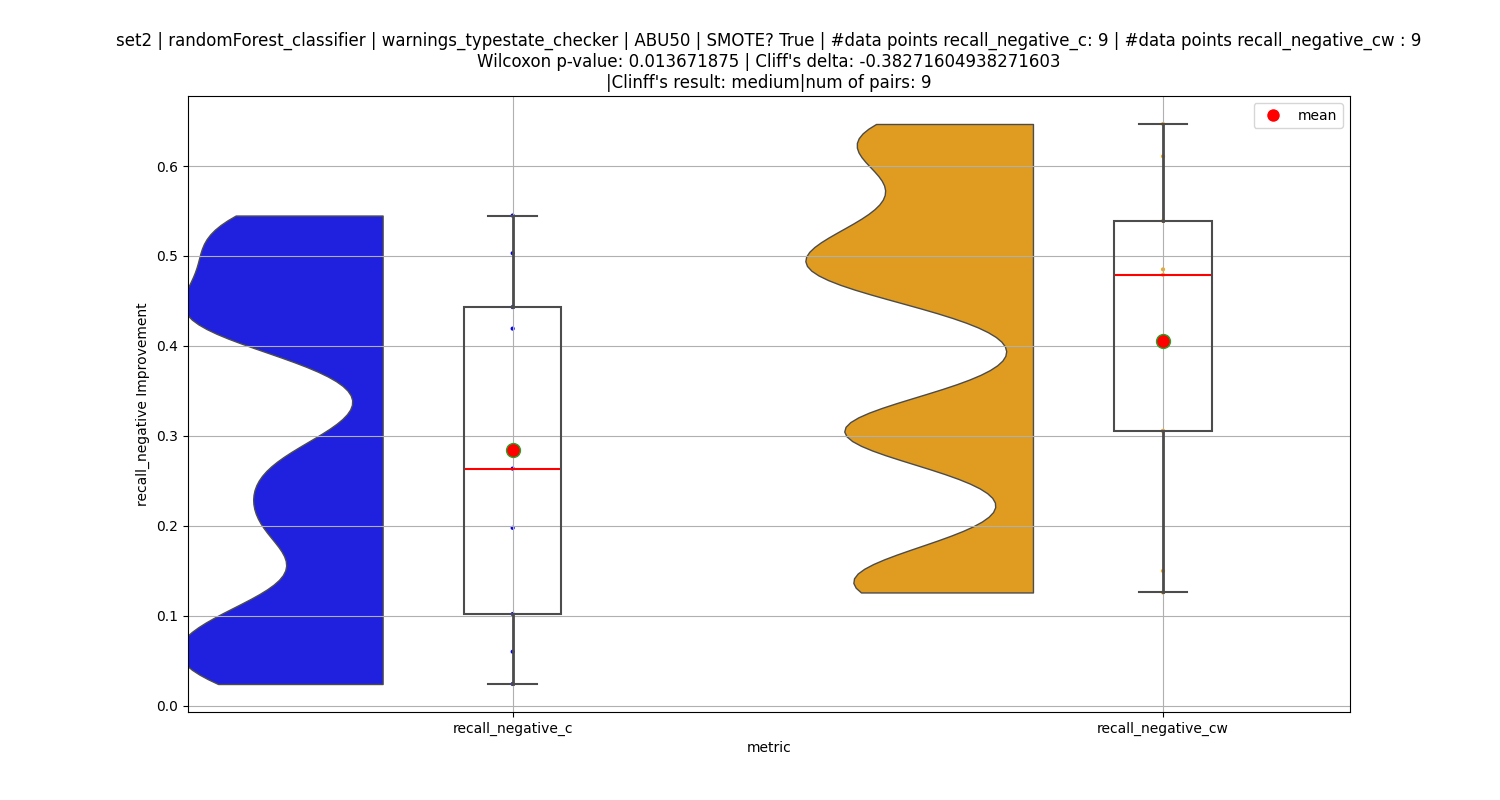 set2 | randomForest_classifier | warnings_typestate_checker | ABU50 | SMOTE? True | #data points recall_negative_c: 9 | #data points recall_negative_cw : 9
Wilcoxon p-value: 0.013671875 | Cliff's delta: -0.38271604938271603
|Clinff's result: medium|num of pairs: 9
mean
recall_negative Improvement
0.6
0.5
0.4
0.3
0.2
0.1
0.0
recall_negative_c
recall_negative_cw
metric